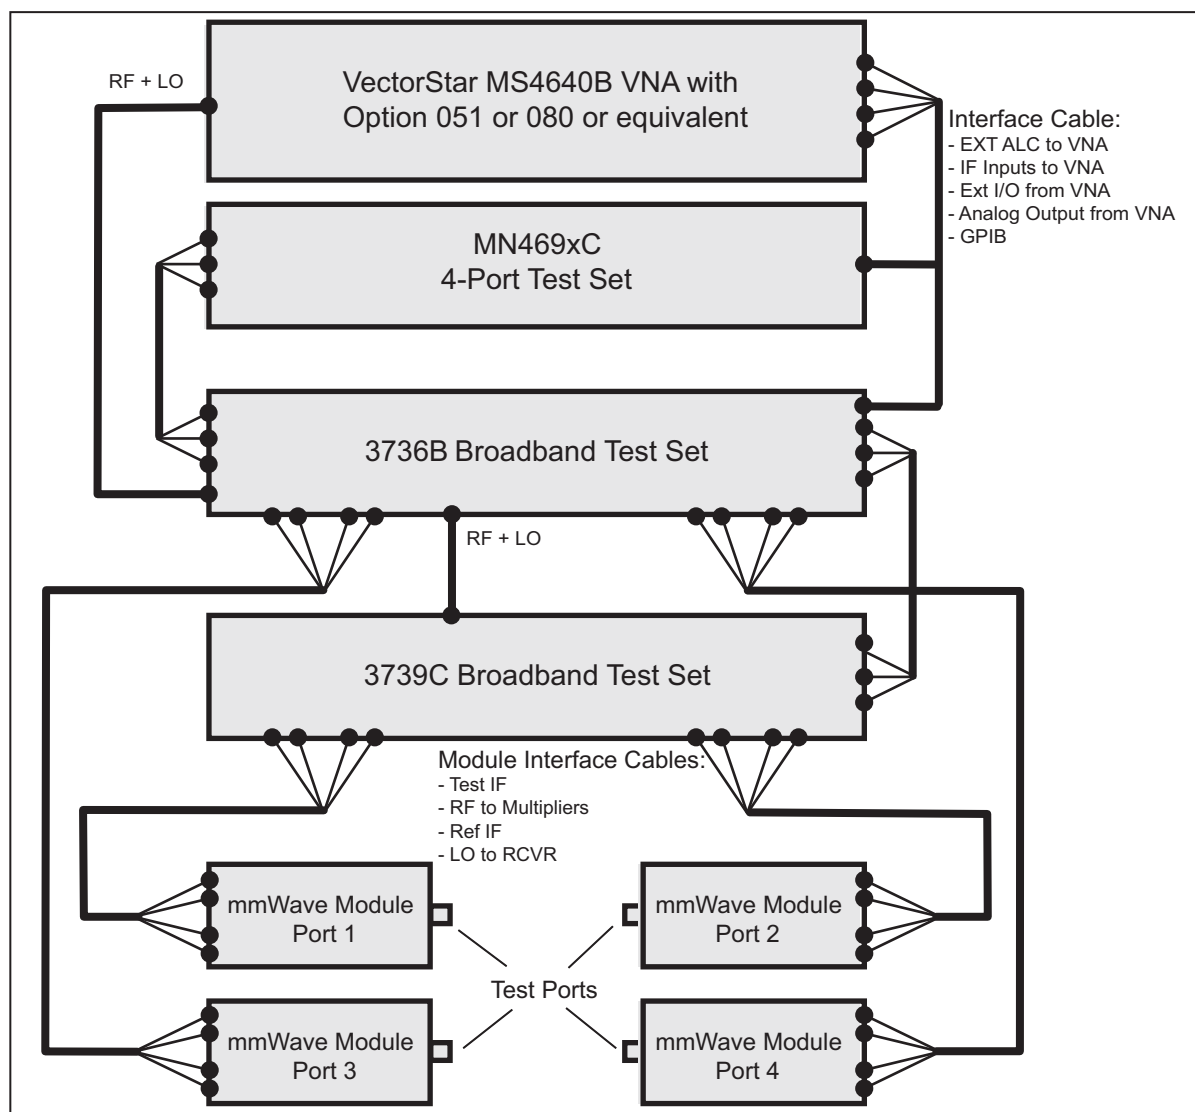 VectorStar MS4640B VNA with
Option 051 or 080 or equivalent
RF + LO
Interface Cable:
- EXT ALC to VNA
- IF Inputs to VNA
- Ext I/O from VNA
- Analog Output from VNA
- GPIB
MN469xC
4-Port Test Set
3736B Broadband Test Set
RF + LO
3739C Broadband Test Set
Module Interface Cables:
- Test IF
- RF to Multipliers
- Ref IF
- LO to RCVR
mmWave Module
Port 1
mmWave Module
Port 2
Test Ports
mmWave Module
Port 3
mmWave Module
Port 4